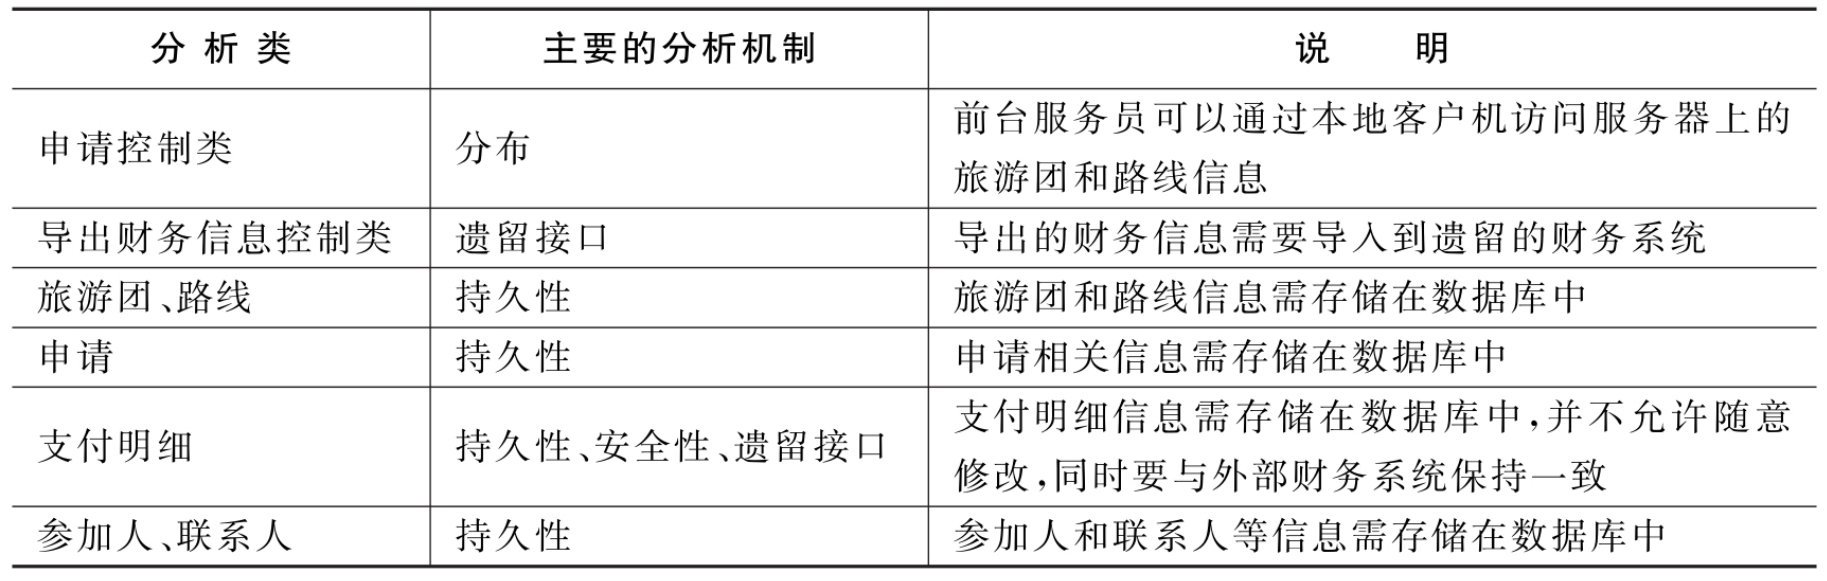 分析类 主要的分析机制 说明
申请控制类 分布 前台服务员可以通过本地客户机访问服务器上的
旅游团和路线信息
导出财务信息控制类 遗留接口 导出的财务信息需要导入到遗留的财务系统
旅游团、路线 持久性 旅游团和路线信息需存储在数据库中
申请 持久性 申请相关信息需存储在数据库中
支付明细 持久性、安全性、遗留接口 支付明细信息需存储在数据库中,并不允许随意
修改,同时要与外部财务系统保持一致
参加人、联系人 持久性 参加人和联系人等信息需存储在数据库中